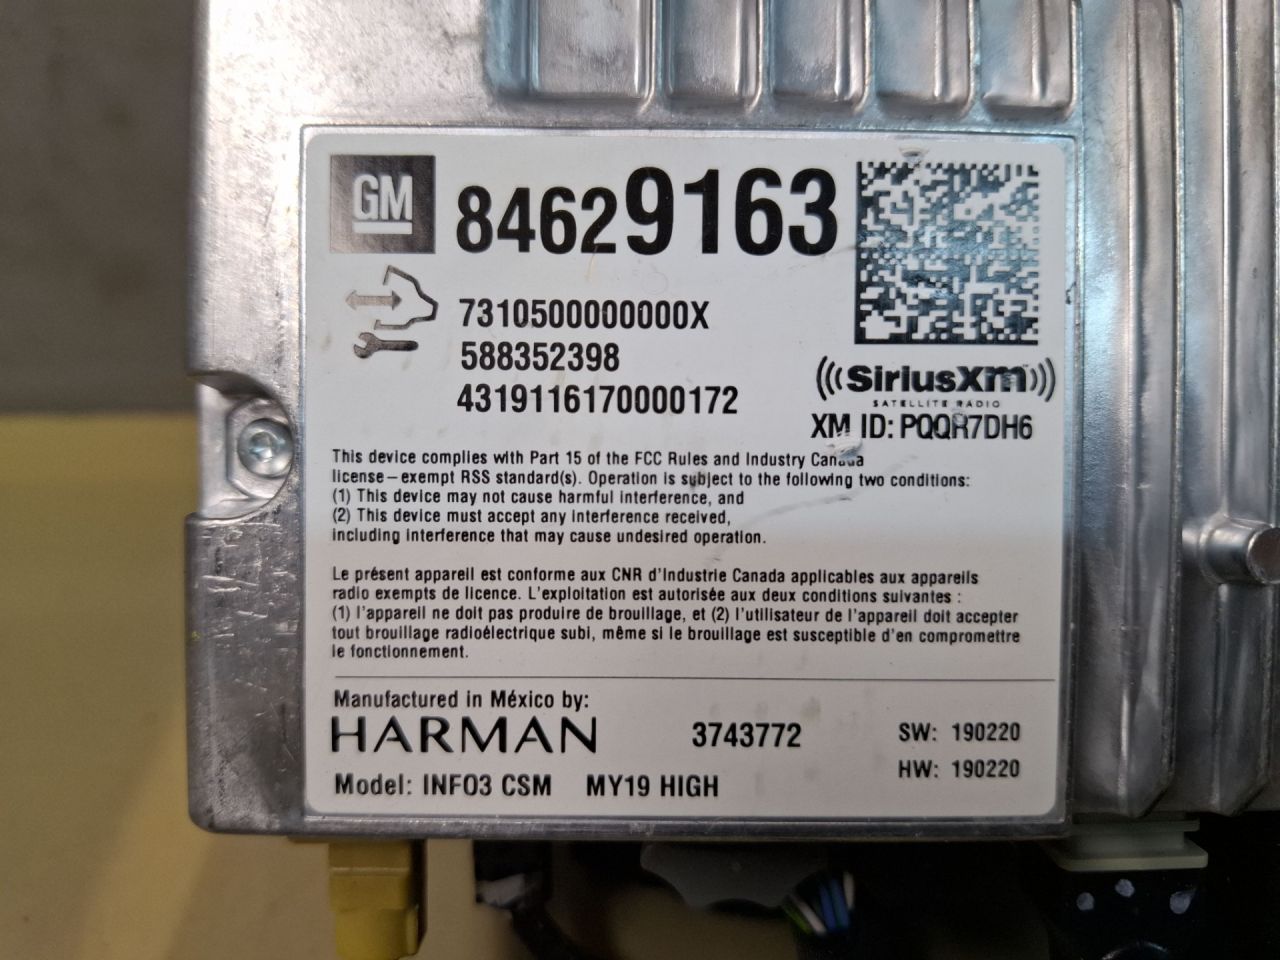 GM 84629163
7310500000000X
588352398
4319116170000172
SiriusXm
SATELLITE RADIO
XM ID: PQQR7DH6
This device complies with Part 15 of the FCC Rules and Industry Canada
license-exempt RSS standard(s). Operation is subject to the following two conditions:
(1) This device may not cause harmful interference, and
(2) This device must accept any interference received,
including interference that may cause undesired operation.
Le présent appareil est conforme aux CNR d'Industrie Canada applicables aux appareils
radio exempts de licence. L'exploitation est autorisée aux deux conditions suivantes :
(1) l'appareil ne doit pas produire de brouillage, et (2) l'utilisateur de l'appareil doit accepter
tout brouillage radioélectrique subi, même si le brouillage est susceptible d'en compromettre
le fonctionnement.
Manufactured in México by:
HARMAN 3743772 SW: 190220
HW: 190220
Model: INFO3 CSM MY19 HIGH